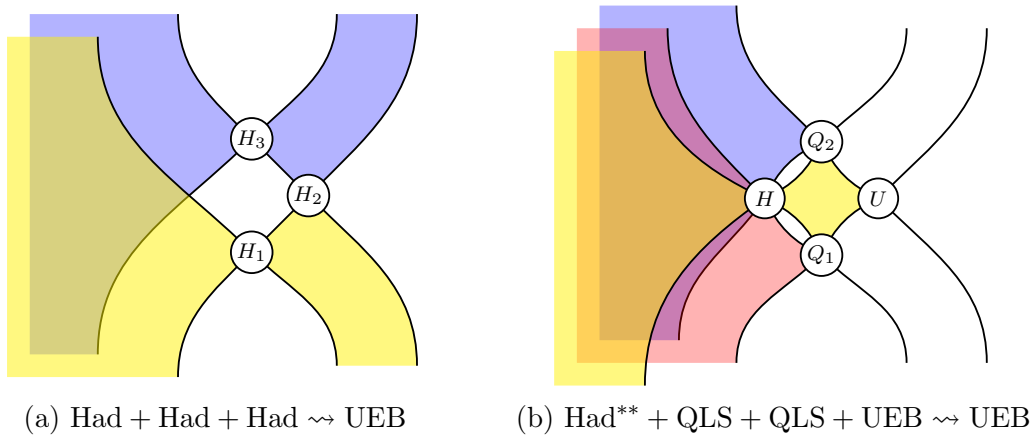 H₃
H₂
H₁
(a) Had + Had + Had ⇝ UEB
Q₂
H
U
Q₁
(b) Had** + QLS + QLS + UEB ⇝ UEB